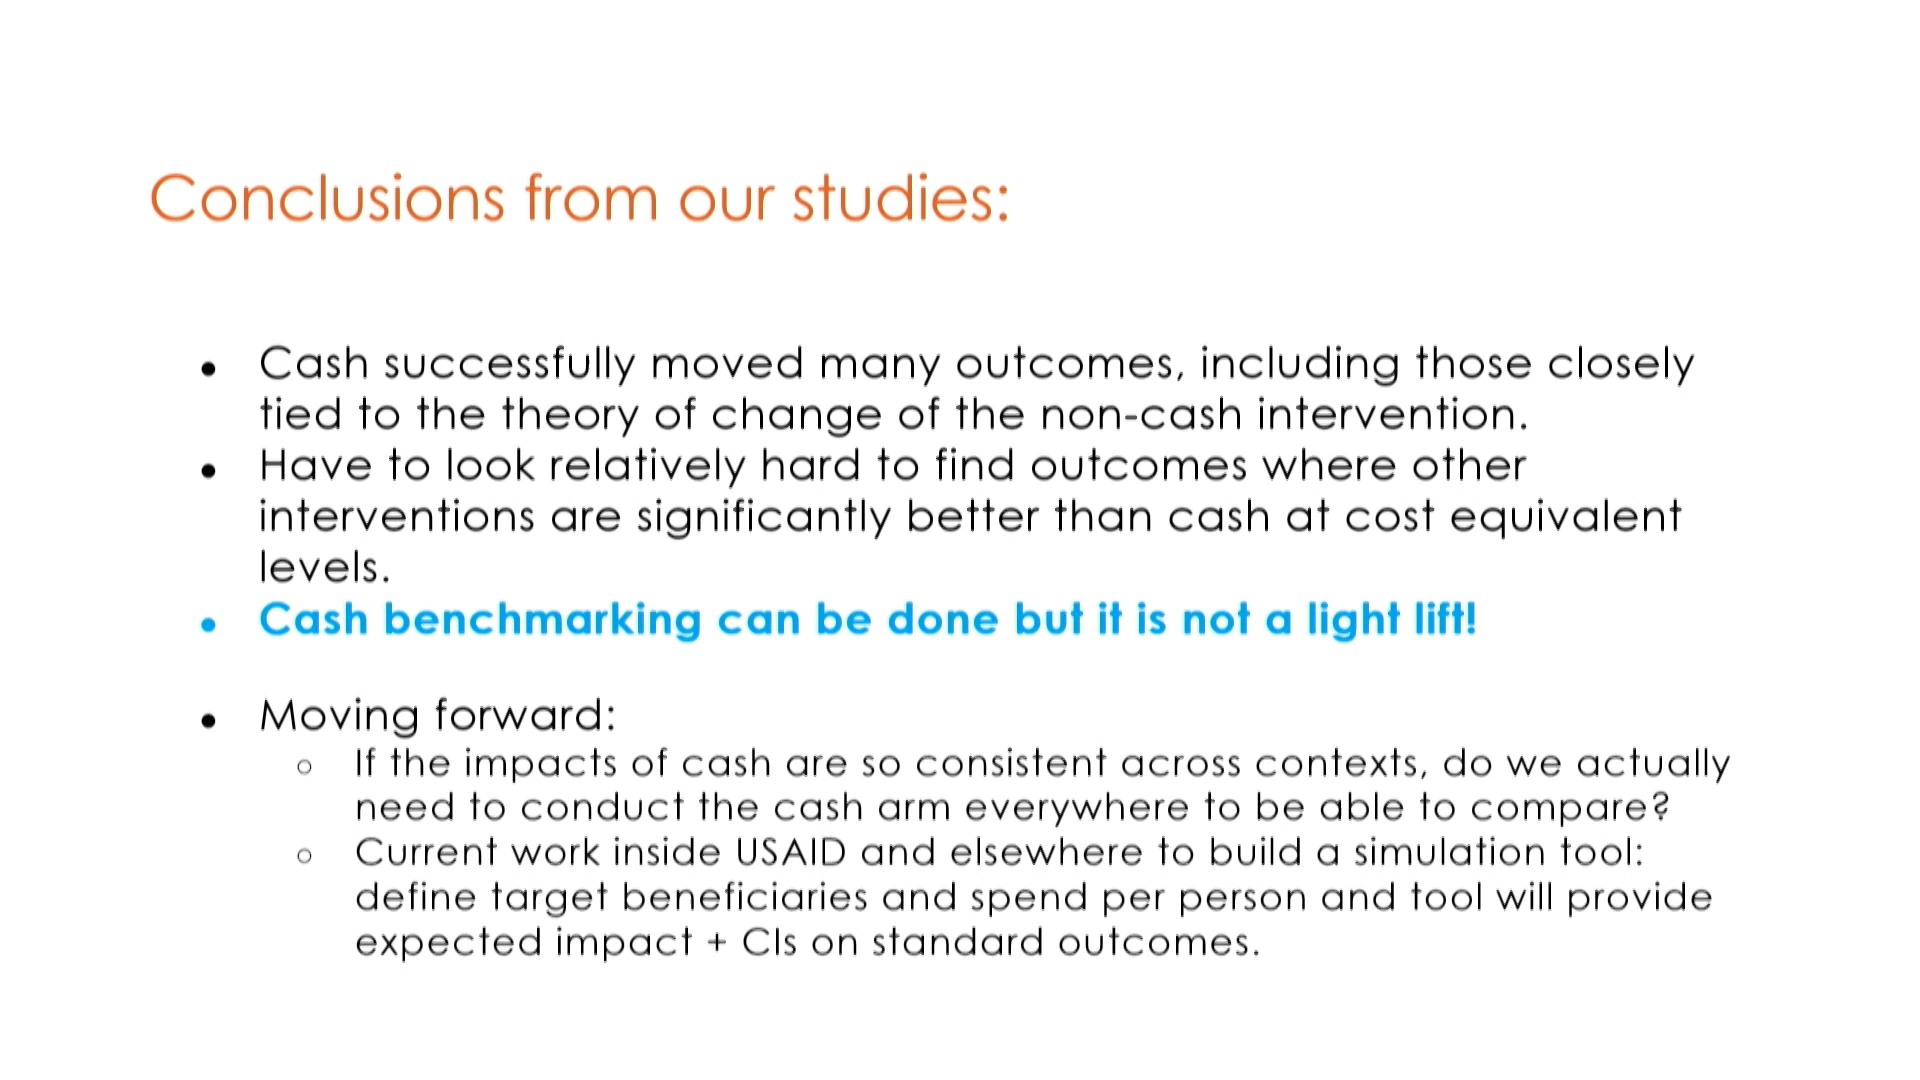 Conclusions from our studies:
• Cash successfully moved many outcomes, including those closely
tied to the theory of change of the non-cash intervention.
• Have to look relatively hard to find outcomes where other
interventions are significantly better than cash at cost equivalent
levels.
• Cash benchmarking can be done but it is not a light lift!
• Moving forward:
○ If the impacts of cash are so consistent across contexts, do we actually
need to conduct the cash arm everywhere to be able to compare?
○ Current work inside USAID and elsewhere to build a simulation tool:
define target beneficiaries and spend per person and tool will provide
expected impact + CIs on standard outcomes.